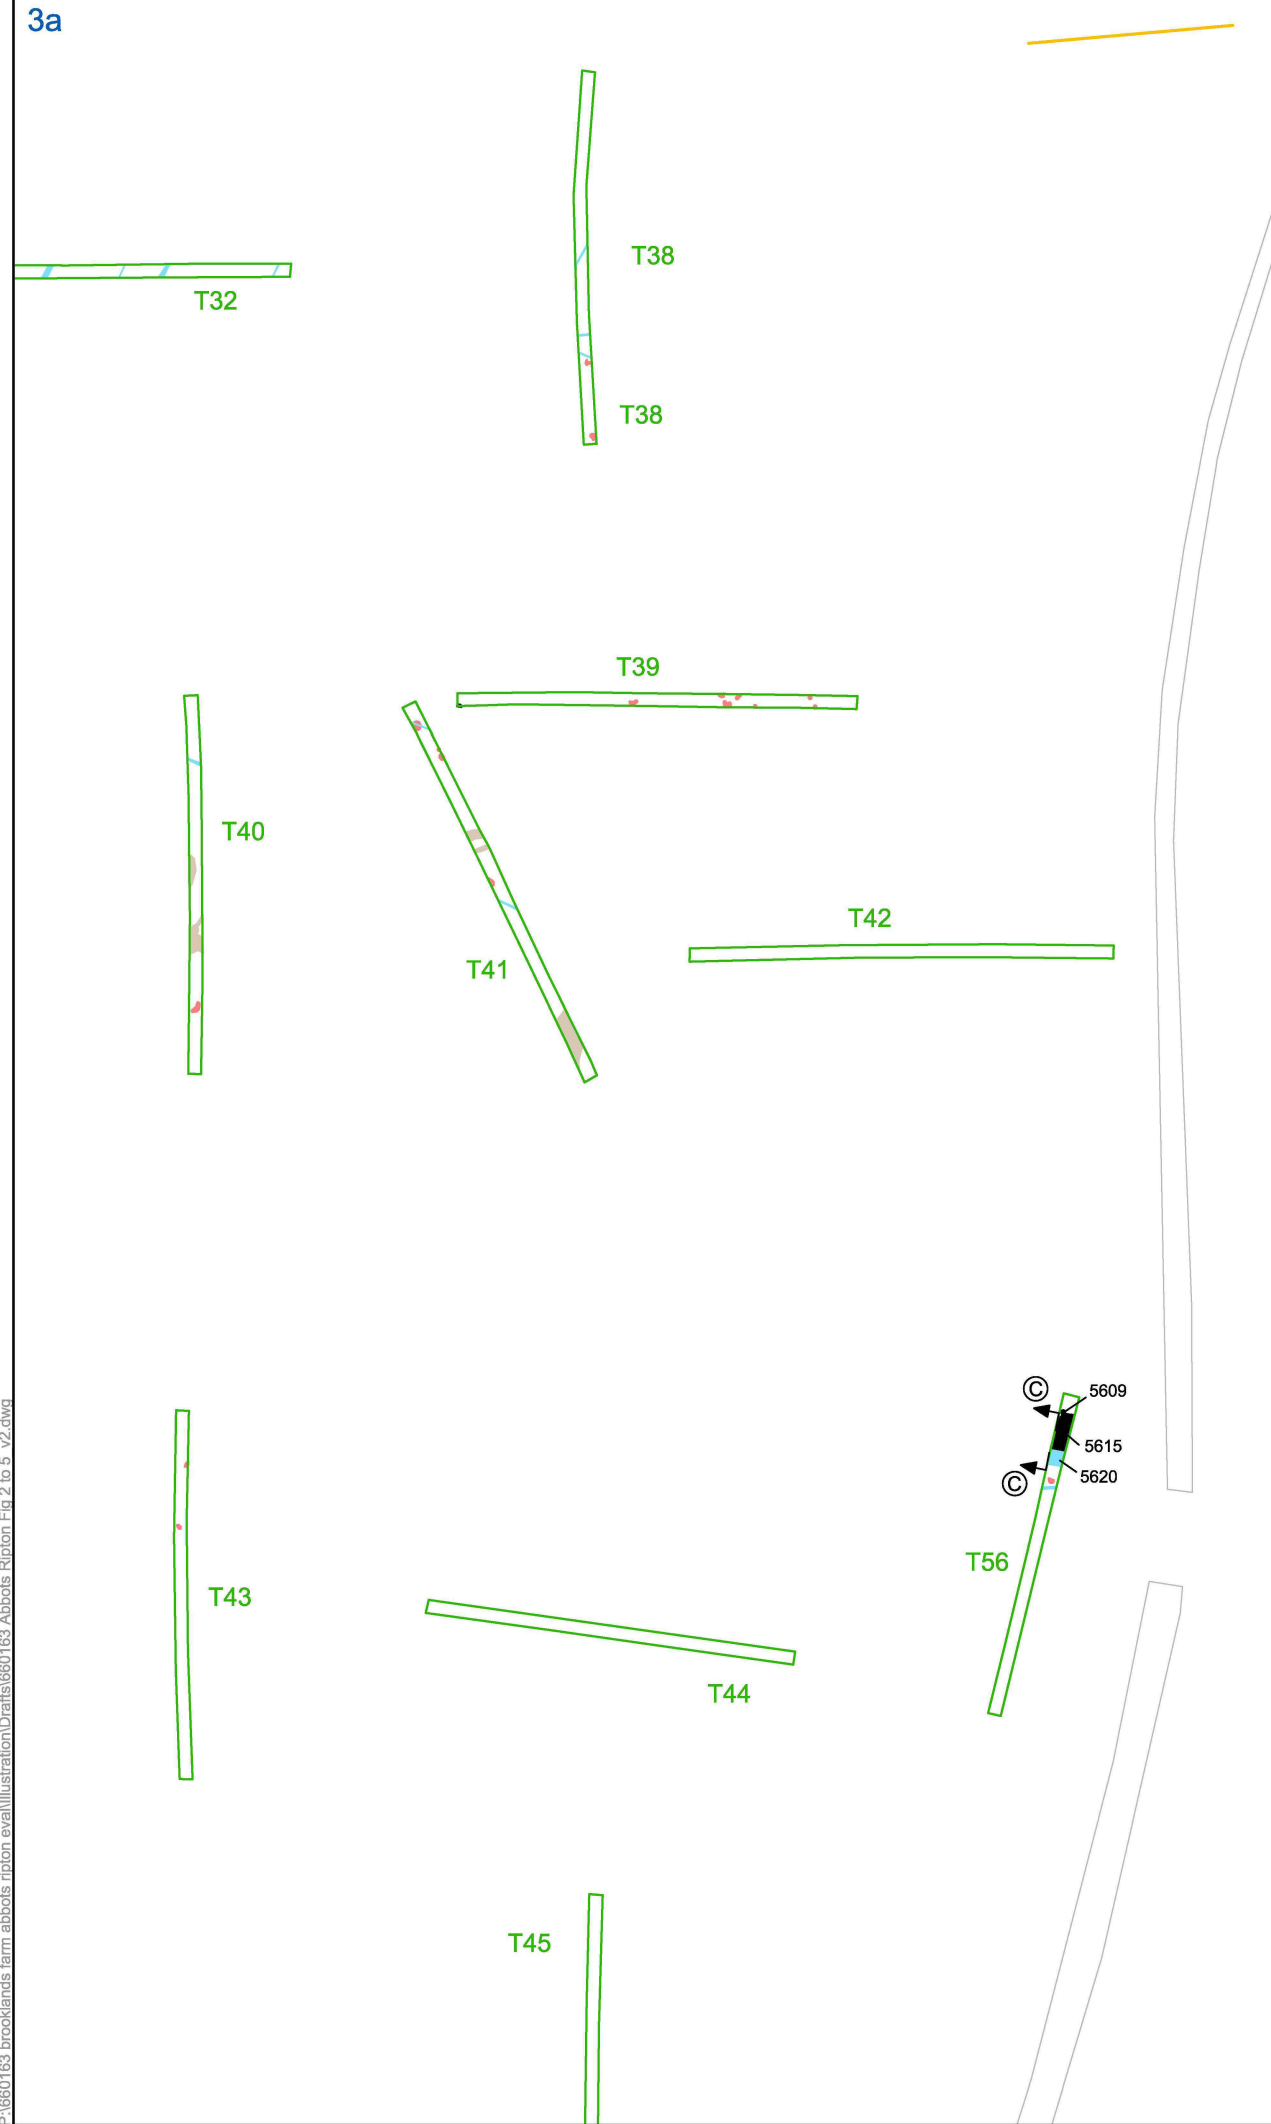 3a
T38
T32
T38
T39
T40
T42
T41
Ⓒ
5609
5615
5620
Ⓒ
T56
T43
T44
T45
P:\660163 brooklands farm abbots ripton eval\Illustration\Drafts\660163 Abbots Ripton Fig 2 to 5 v2.dwg